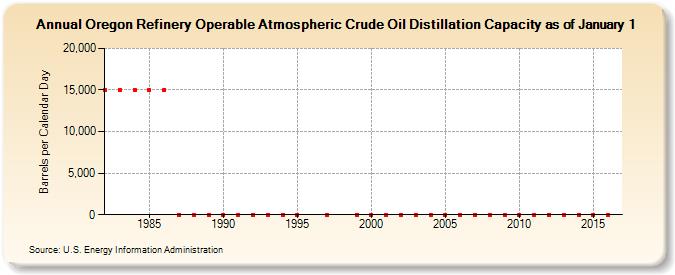 Annual Oregon Refinery Operable Atmospheric Crude Oil Distillation Capacity as of January 1
Barrels per Calendar Day
20,000
15,000
10,000
5,000
0
1985 1990 1995 2000 2005 2010 2015
Source: U.S. Energy Information Administration